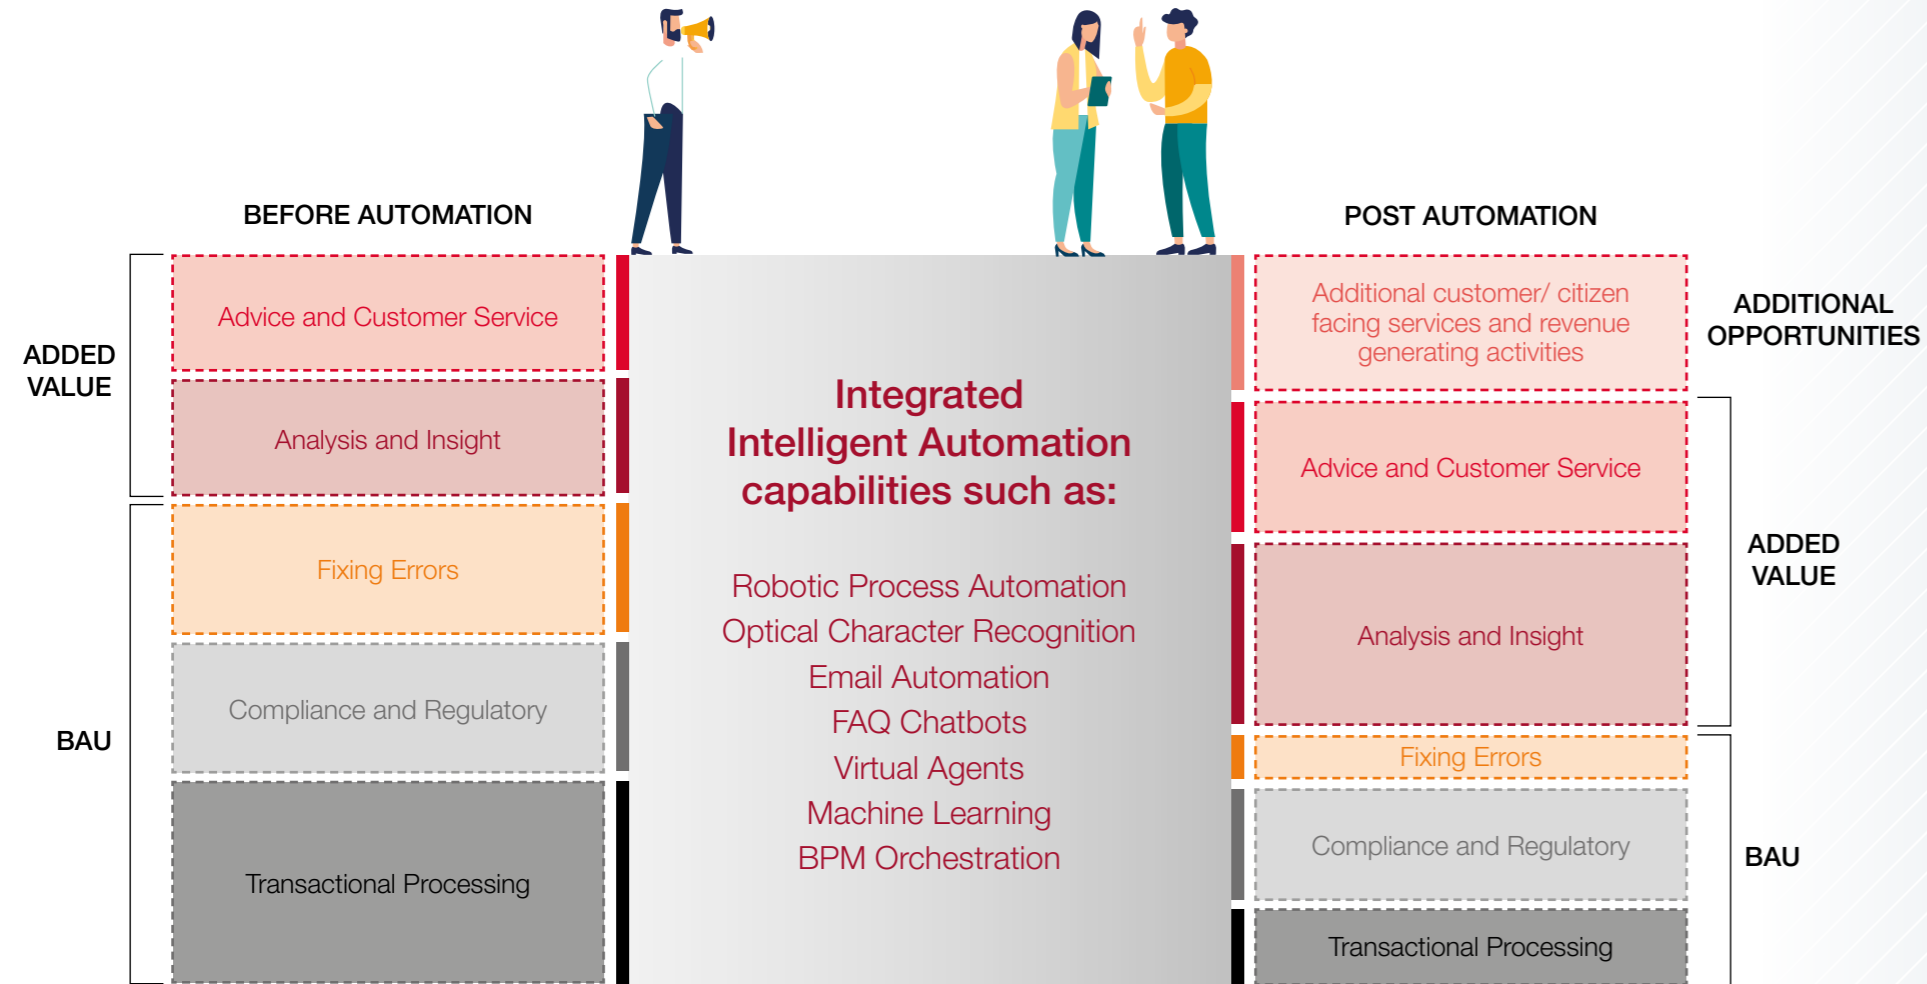 BEFORE AUTOMATION
ADDED
VALUE
Advice and Customer Service
Analysis and Insight
BAU
Fixing Errors
Compliance and Regulatory
Transactional Processing
Integrated
Intelligent Automation
capabilities such as:
Robotic Process Automation
Optical Character Recognition
Email Automation
FAQ Chatbots
Virtual Agents
Machine Learning
BPM Orchestration
POST AUTOMATION
Additional customer/ citizen
facing services and revenue
generating activities
ADDITIONAL
OPPORTUNITIES
Advice and Customer Service
Analysis and Insight
ADDED
VALUE
Fixing Errors
Compliance and Regulatory
Transactional Processing
BAU